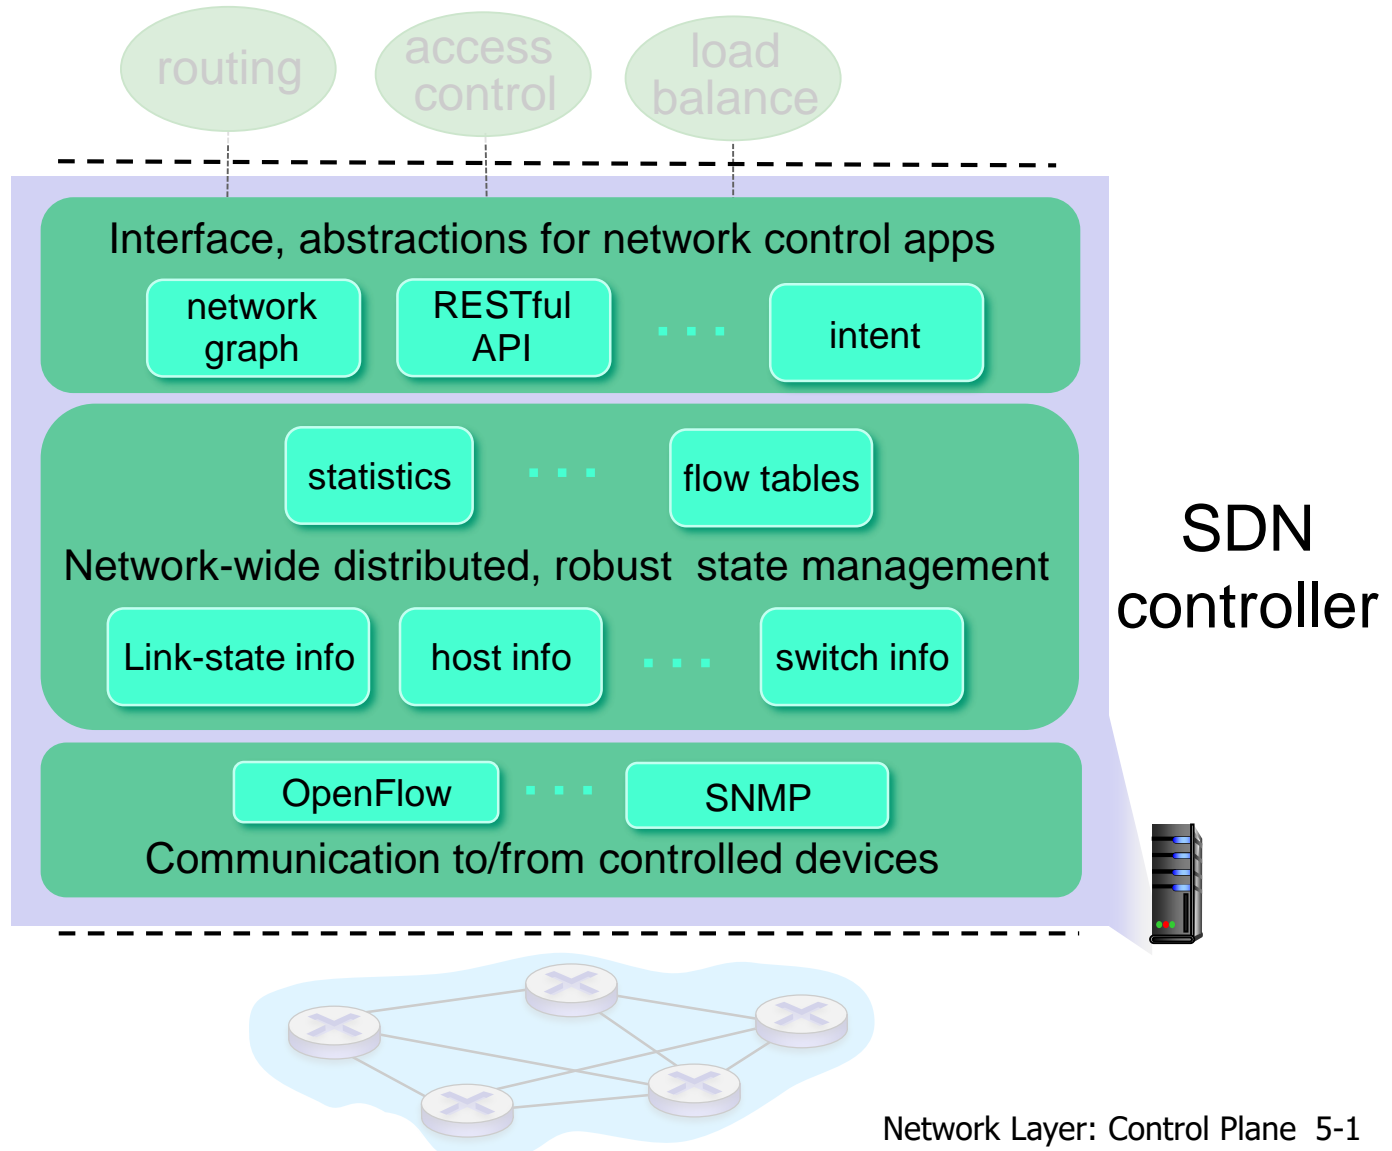 routing
access
control
load
balance
Interface, abstractions for network control apps
network
graph
RESTful
API
. . .
intent
statistics
. . .
flow tables
Network-wide distributed, robust  state management
Link-state info
host info
. . .
switch info
OpenFlow
. . .
SNMP
Communication to/from controlled devices
SDN
controller
Network Layer: Control Plane  5-1